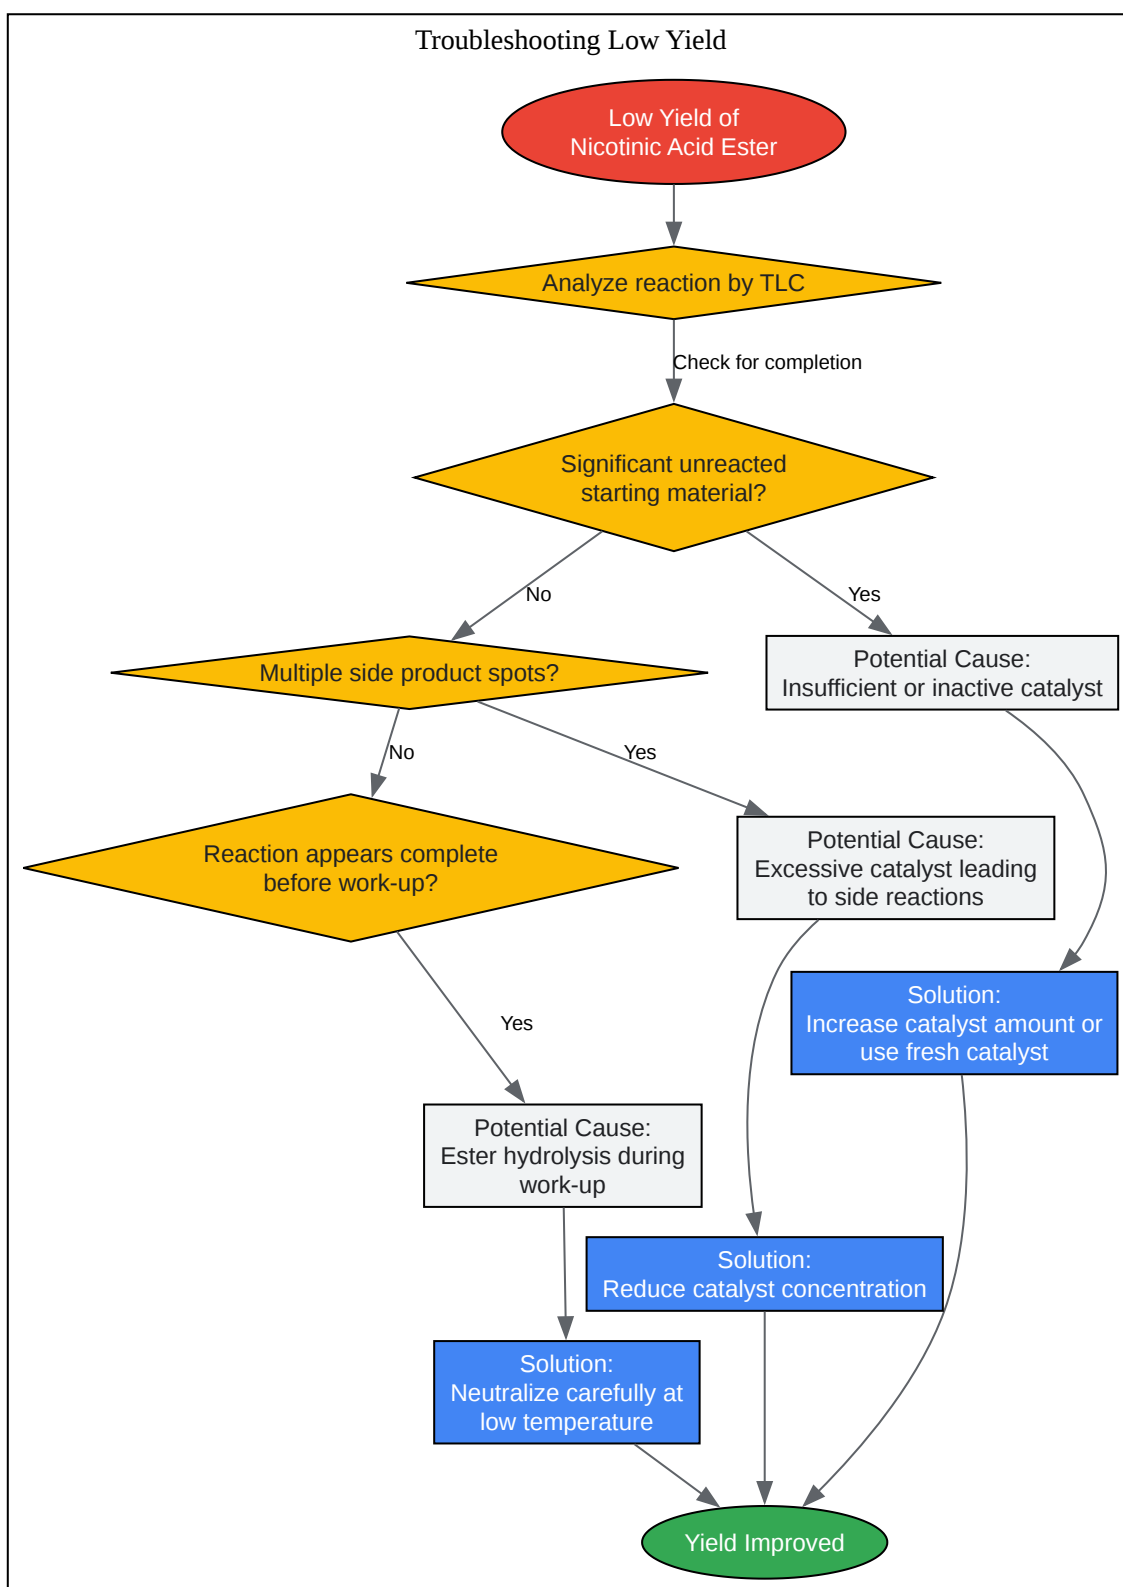 Troubleshooting Low Yield
Low Yield of
Nicotinic Acid Ester
Analyze reaction by TLC
Check for completion
Significant unreacted
starting material?
No
Yes
Multiple side product spots?
Potential Cause:
Insufficient or inactive catalyst
No
Yes
Reaction appears complete
before work-up?
Potential Cause:
Excessive catalyst leading
to side reactions
Solution:
Increase catalyst amount or
use fresh catalyst
Yes
Potential Cause:
Ester hydrolysis during
work-up
Solution:
Reduce catalyst concentration
Solution:
Neutralize carefully at
low temperature
Yield Improved